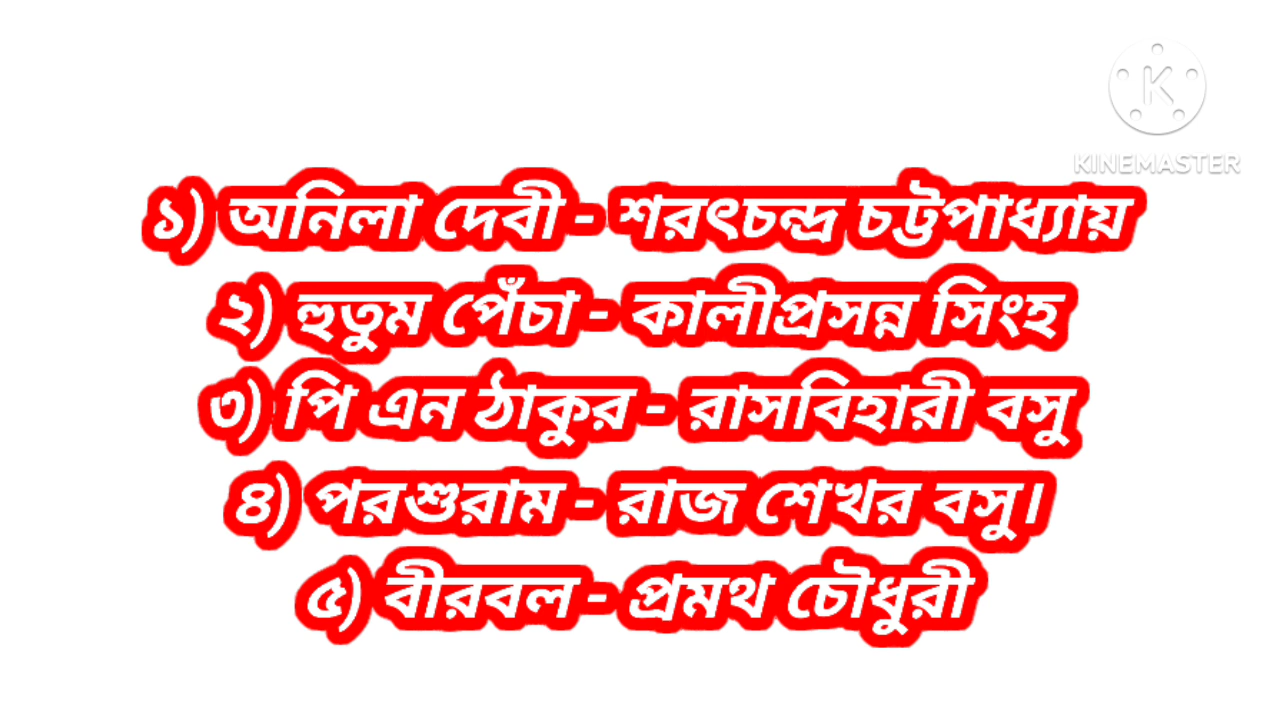 KINEMASTER
১) অনিলা দেবী - শরৎচন্দ্র চট্টপাধ্যায়
২) হুতুম পেঁচা - কালীপ্রসন্ন সিংহ
৩) পি এন ঠাকুর - রাসবিহারী বসু
৪) পরশুরাম - রাজ শেখর বসু।
৫) বীরবল - প্রমথ চৌধুরী